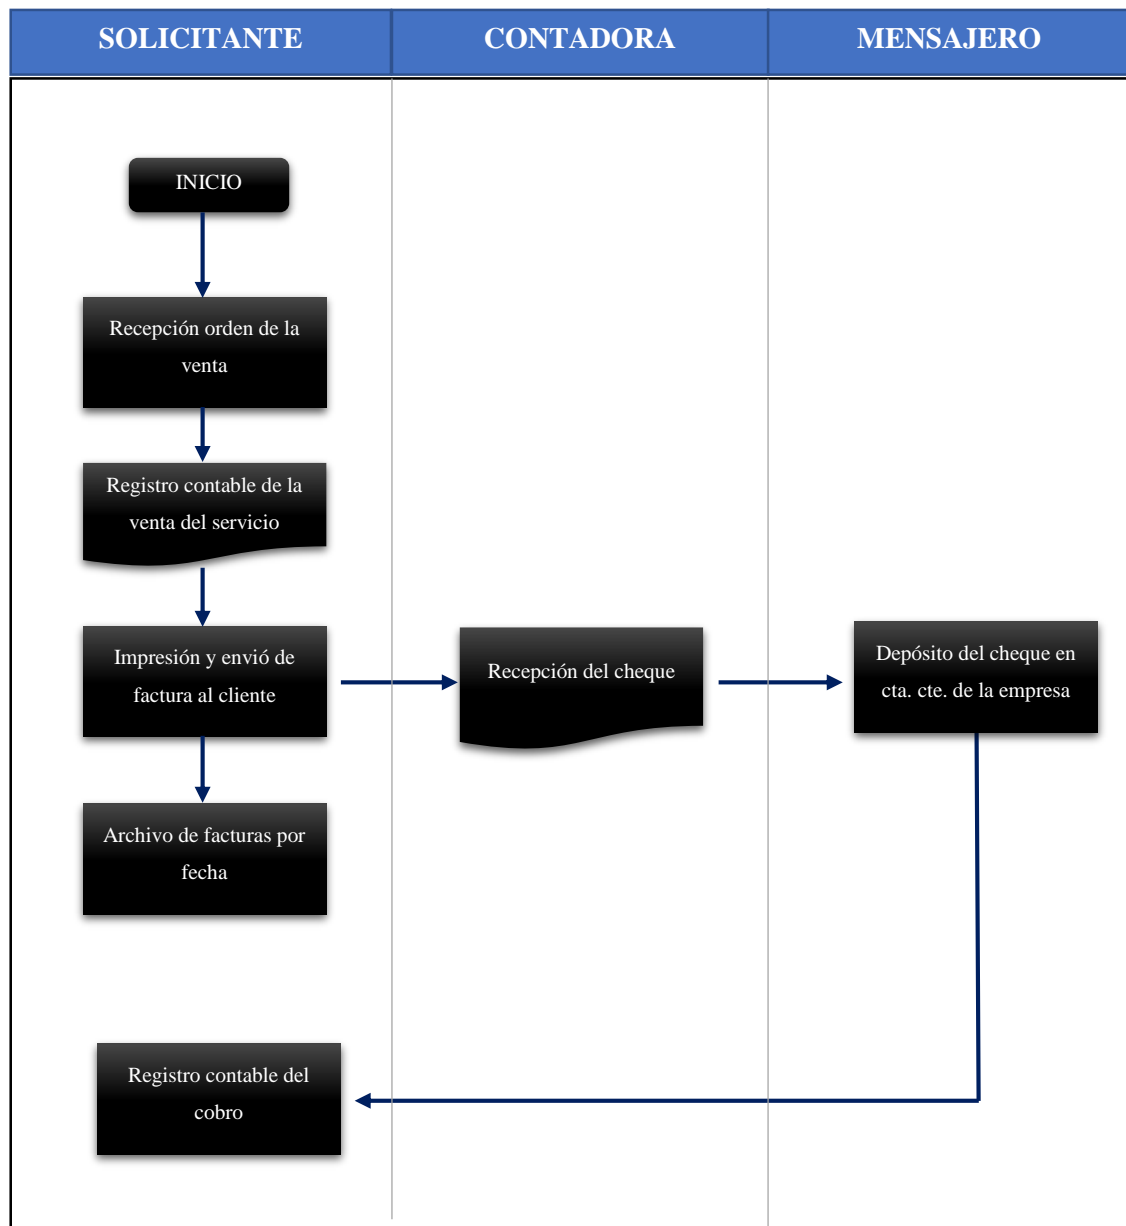 SOLICITANTE
CONTADORA
MENSAJERO
INICIO
Recepción orden de la
venta
Registro contable de la
venta del servicio
Impresión y envió de
factura al cliente
Recepción del cheque
Depósito del cheque en
cta. cte. de la empresa
Archivo de facturas por
fecha
Registro contable del
cobro